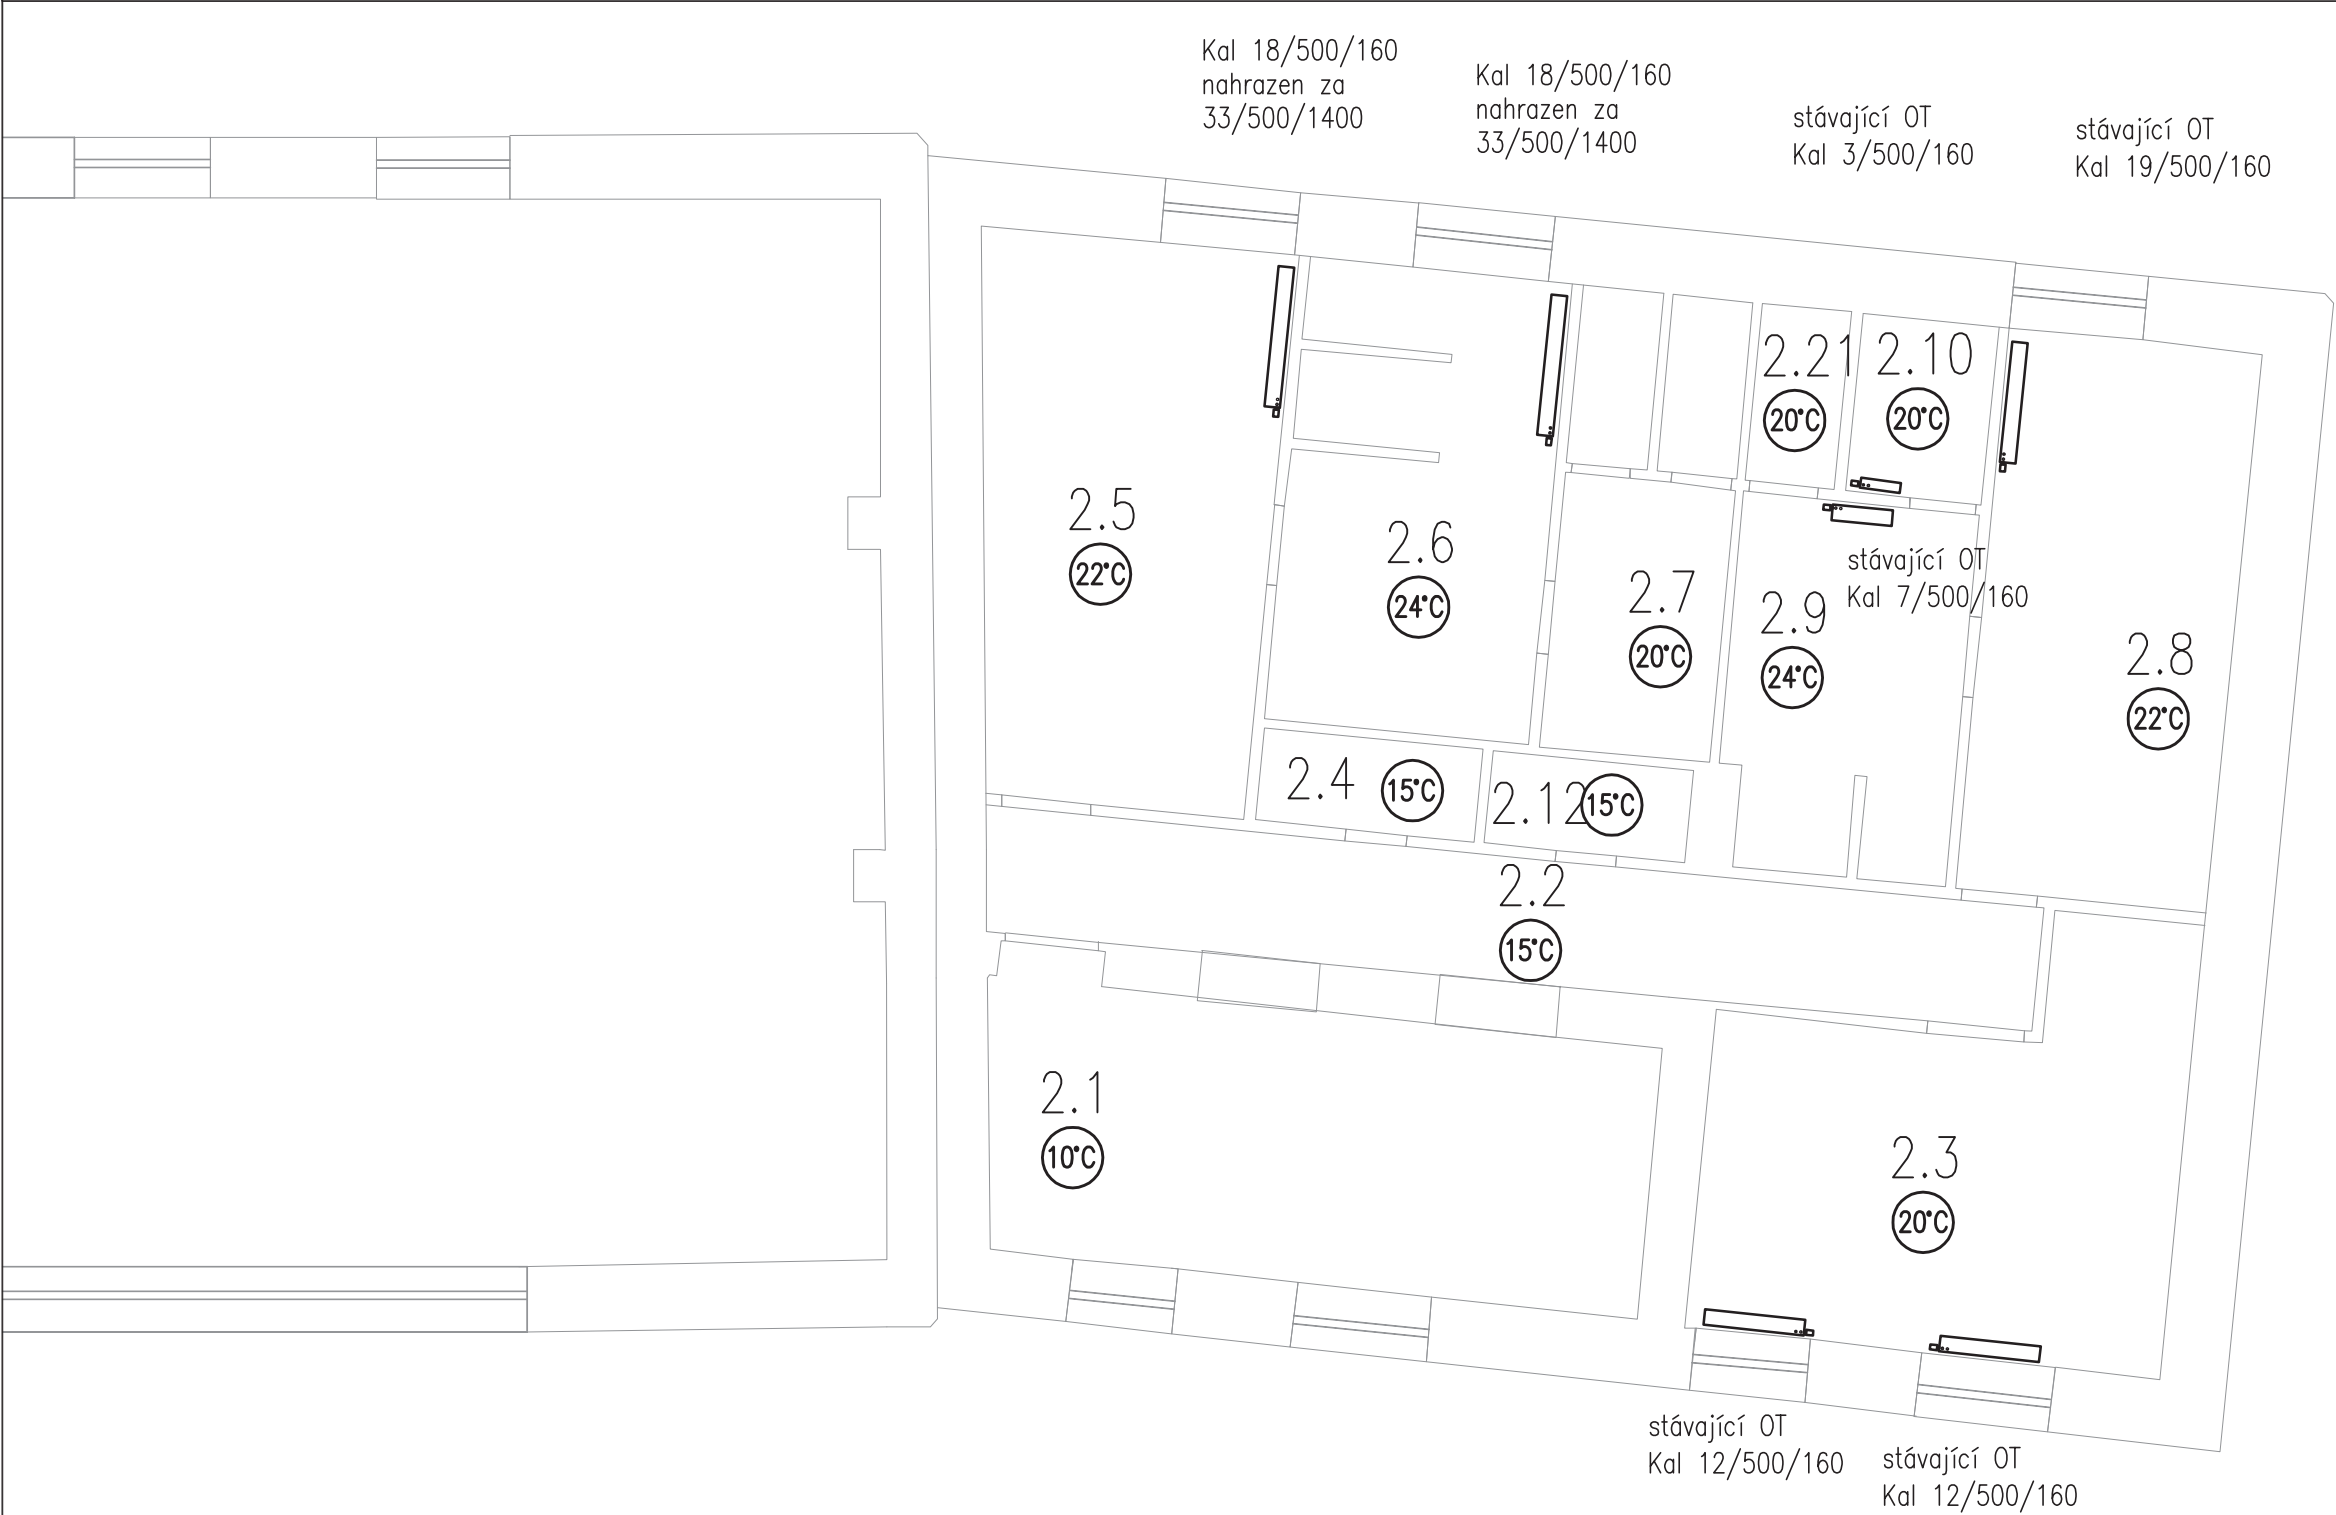 Kal 18/500/160
nahrazen za
33/500/1400
Kal 18/500/160
nahrazen za
33/500/1400
stávající OT
Kal 3/500/160
stávající OT
Kal 19/500/160
2.21
20°C
2.10
20°C
2.5
22°C
2.6
24°C
2.7
20°C
stávající OT
Kal 7/500/160
2.9
24°C
2.8
22°C
2.4
15°C
2.12
15°C
2.2
15°C
2.1
10°C
2.3
20°C
stávající OT
Kal 12/500/160
stávající OT
Kal 12/500/160